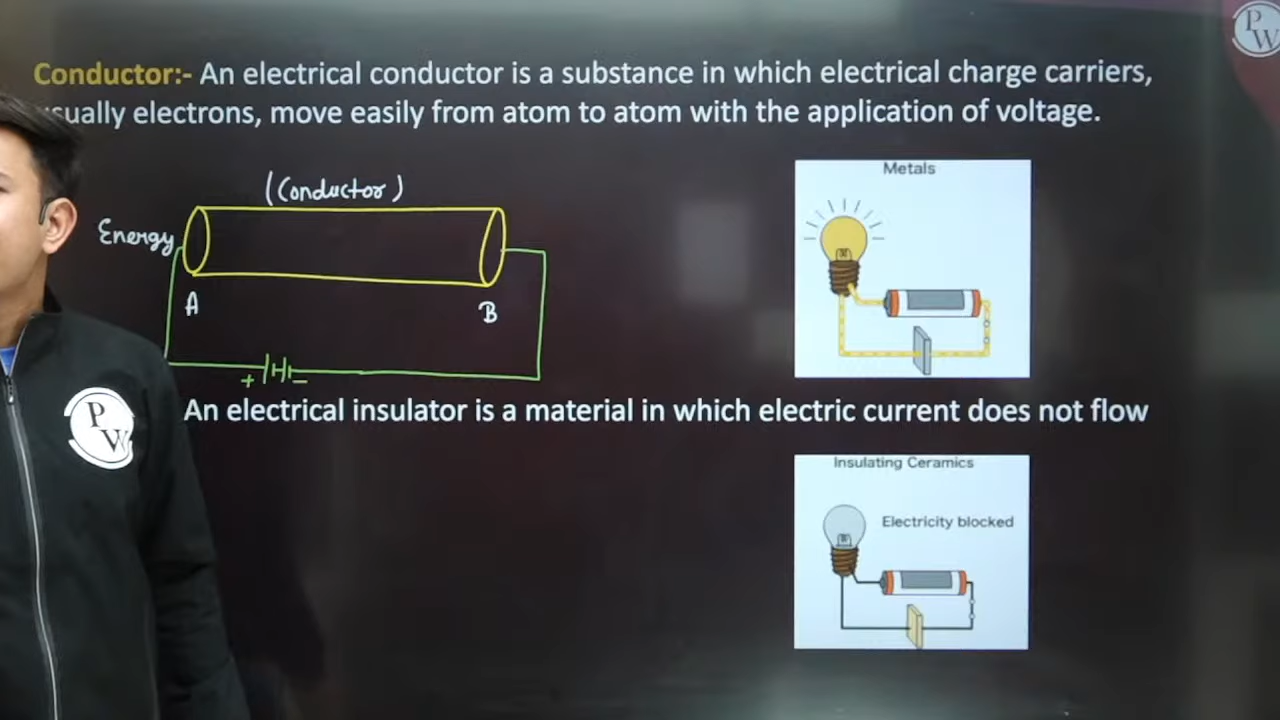 PW
Conductor:- An electrical conductor is a substance in which electrical charge carriers,
usually electrons, move easily from atom to atom with the application of voltage.
(Conductor)
Energy
A
B
+ -
Metals
PW
An electrical insulator is a material in which electric current does not flow
Insulating Ceramics
Electricity blocked